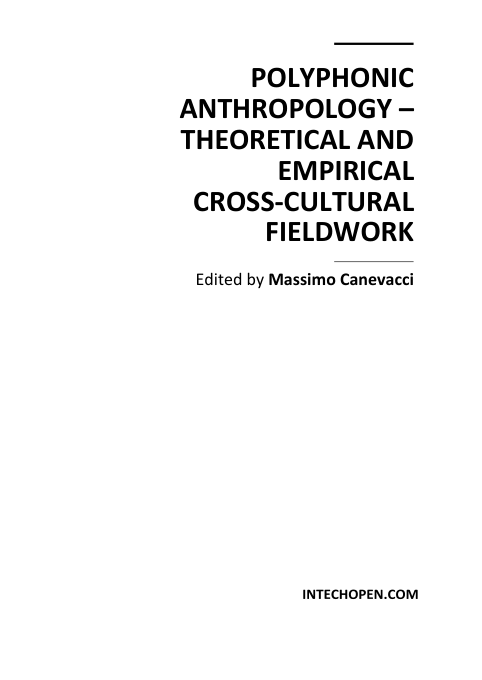 POLYPHONIC
ANTHROPOLOGY –
THEORETICAL AND
EMPIRICAL
CROSS-CULTURAL
FIELDWORK
Edited by Massimo Canevacci
INTECHOPEN.COM